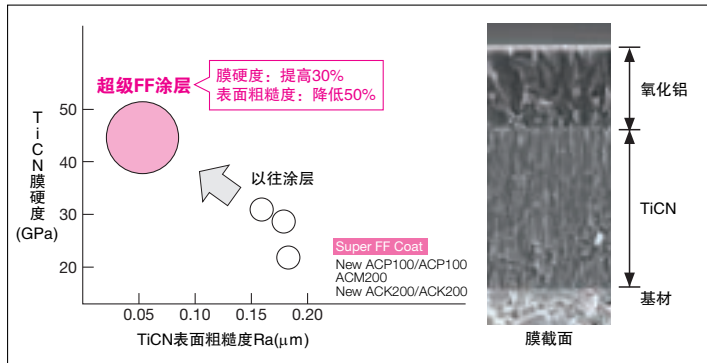 超级FF涂层
膜硬度：提高30%
表面粗糙度：降低50%
TiCN膜硬度
(GPa)
50
40
30
20
以往涂层
Super FF Coat
New ACP100/ACP100
ACM200
New ACK200/ACK200
0.05
0.10
0.15
0.20
TiCN表面粗糙度Ra(μm)
氧化铝
TiCN
基材
膜截面